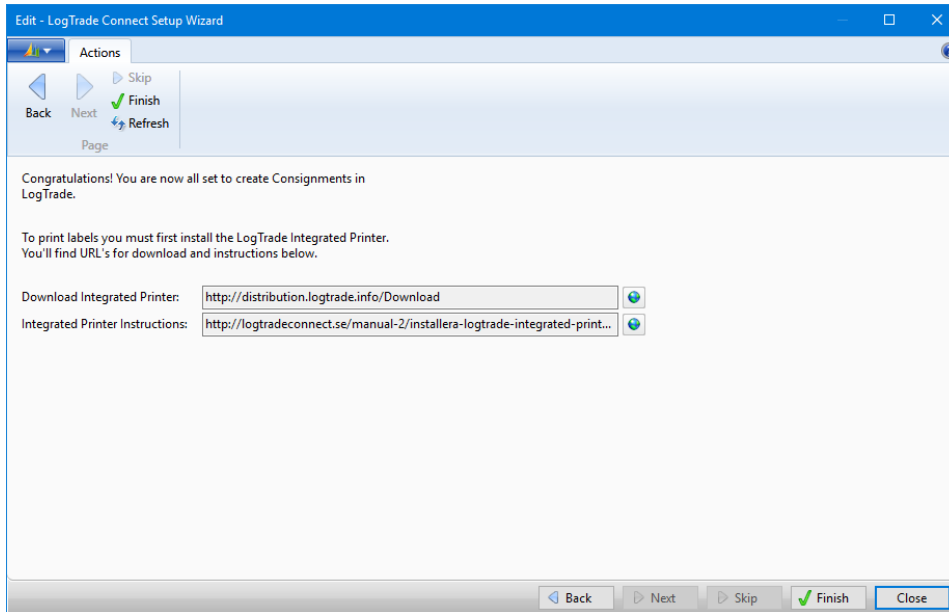 Edit - LogTrade Connect Setup Wizard
Actions
Back
Next
Skip
Finish
Refresh
Page
Congratulations! You are now all set to create Consignments in
LogTrade.
To print labels you must first install the LogTrade Integrated Printer.
You'll find URL's for download and instructions below.
Download Integrated Printer: http://distribution.logtrade.info/Download
Integrated Printer Instructions: http://logtradeconnect.se/manual-2/installera-logtrade-integrated-print...
Back Next Skip Finish Close